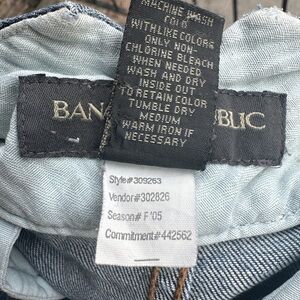 MACHINE WASH
COLD
WITH LIKE COLORS
ONLY NON-
CHLORINE BLEACH
WHEN NEEDED
WASH AND DRY
INSIDE OUT
TO RETAIN COLOR
TUMBLE DRY
MEDIUM
WARM IRON IF
NECESSARY
BAN BLIC
Style#309263
Vendor#302826
Season# F'05
Commitment#442562